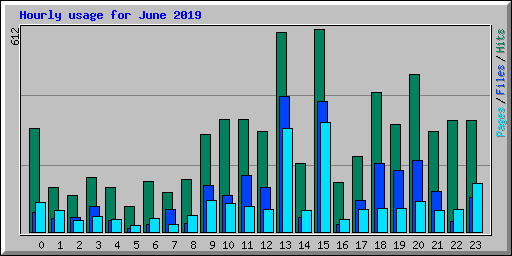 Hourly usage for June 2019
612
Pages / Files / Hits
0 1 2 3 4 5 6 7 8 9 10 11 12 13 14 15 16 17 18 19 20 21 22 23